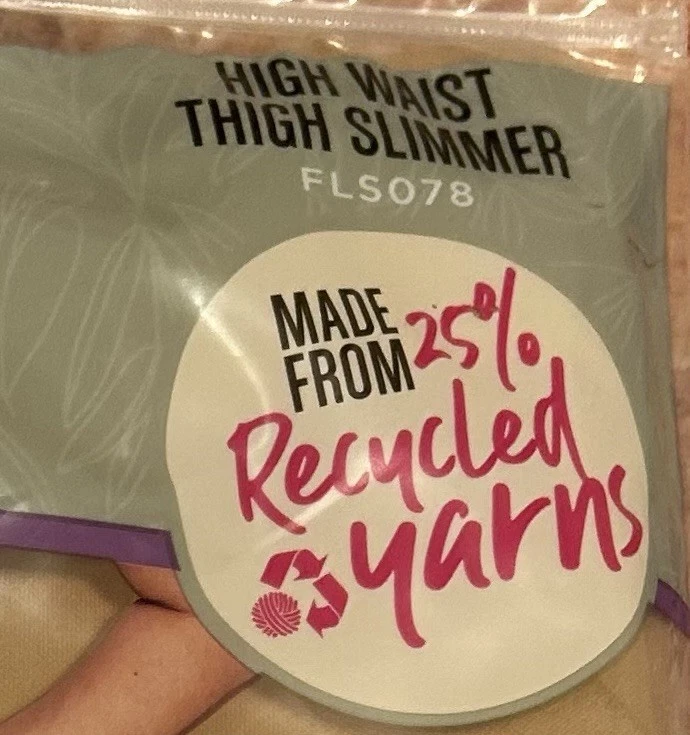 HIGH WAIST
THIGH SLIMMER
FLS078
MADE
FROM 25%
Recycled
yarns